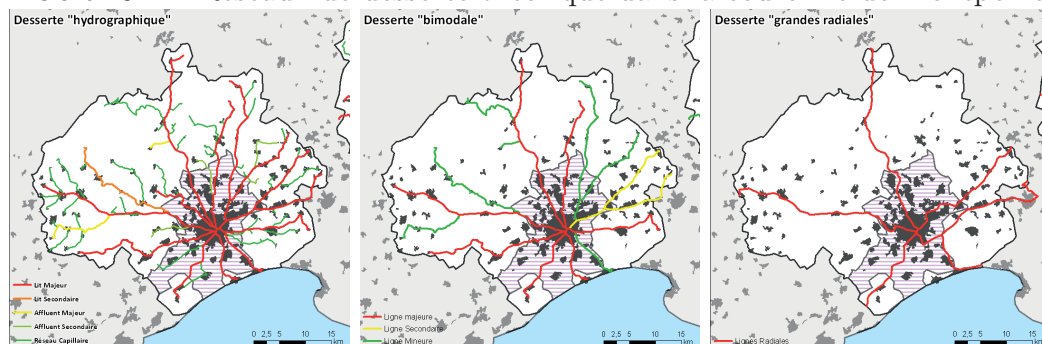 Desserte "hydrographique"
Lit Majeur
Lit Secondaire
Affluent Majeur
Affluent Secondaire
Réseau Capillaire
0 2,5 5 10 15
km
Desserte "bimodale"
Ligne majeure
Ligne Secondaire
Ligne Mineure
0 2,5 5 10 15
km
Desserte "grandes radiales"
Lignes Radiales
0 2,5 5 10 15
km